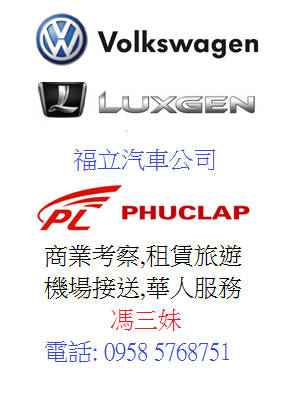 Volkswagen
LUXGEN
福立汽車公司
PL PHUCLAP
商業考察,租賃旅遊
機場接送,華人服務
馮三妹
電話: 0958 5768751